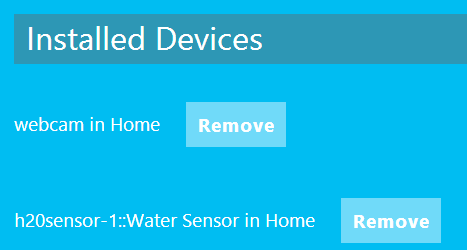 Installed Devices
webcam in Home Remove
h20sensor-1::Water Sensor in Home Remove